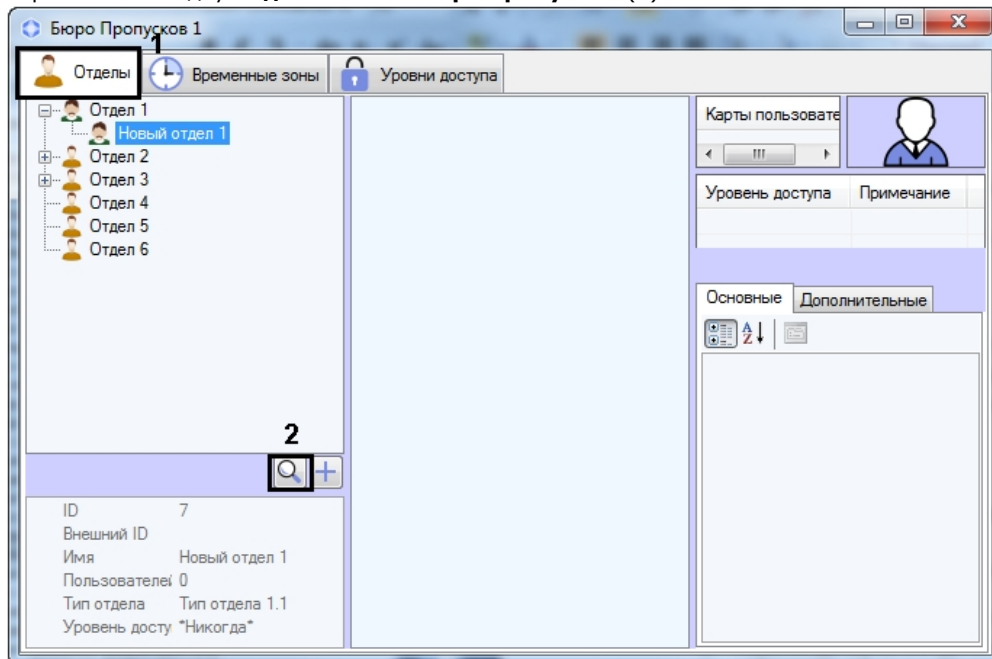 Бюро Пропусков 1
1
Отделы
Временные зоны
Уровни доступа
Отдел 1
Новый отдел 1
Отдел 2
Отдел 3
Отдел 4
Отдел 5
Отдел 6
2
ID 7
Внешний ID
Имя Новый отдел 1
Пользователей 0
Тип отдела Тип отдела 1.1
Уровень досту "Никогда"
Карты пользовате
Уровень доступа Примечание
Основные Дополнительные